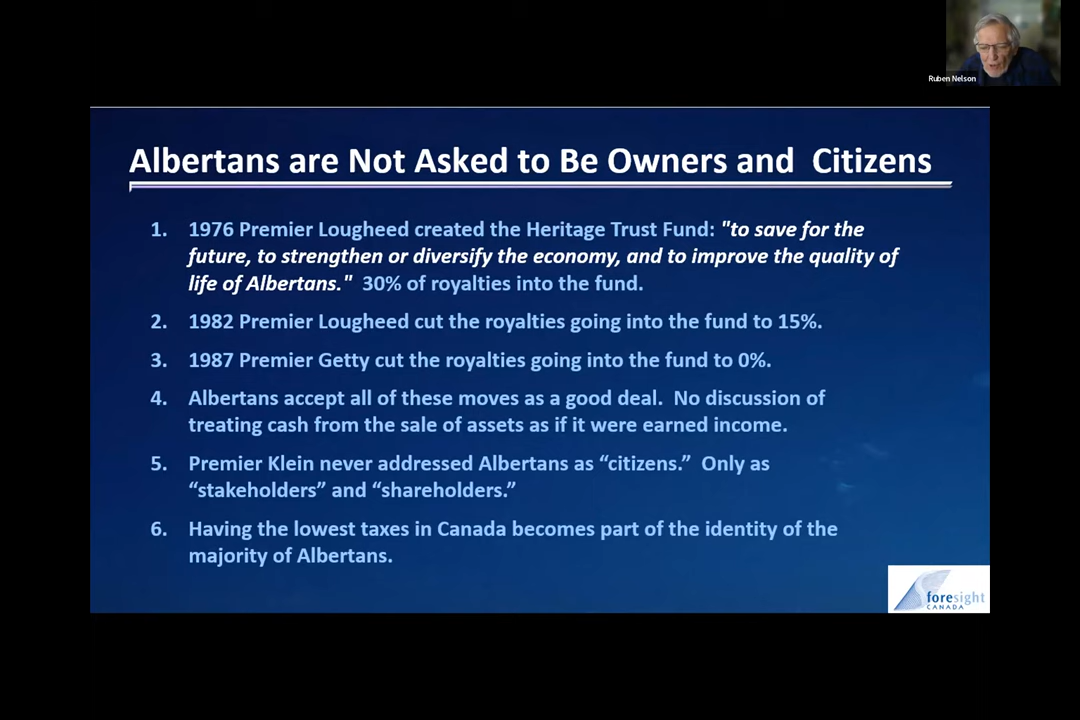 Ruben Nelson
Albertans are Not Asked to Be Owners and Citizens
1. 1976 Premier Lougheed created the Heritage Trust Fund: "to save for the
future, to strengthen or diversify the economy, and to improve the quality of
life of Albertans." 30% of royalties into the fund.
2. 1982 Premier Lougheed cut the royalties going into the fund to 15%.
3. 1987 Premier Getty cut the royalties going into the fund to 0%.
4. Albertans accept all of these moves as a good deal. No discussion of
treating cash from the sale of assets as if it were earned income.
5. Premier Klein never addressed Albertans as “citizens.” Only as
“stakeholders” and “shareholders.”
6. Having the lowest taxes in Canada becomes part of the identity of the
majority of Albertans.
foresight
CANADA